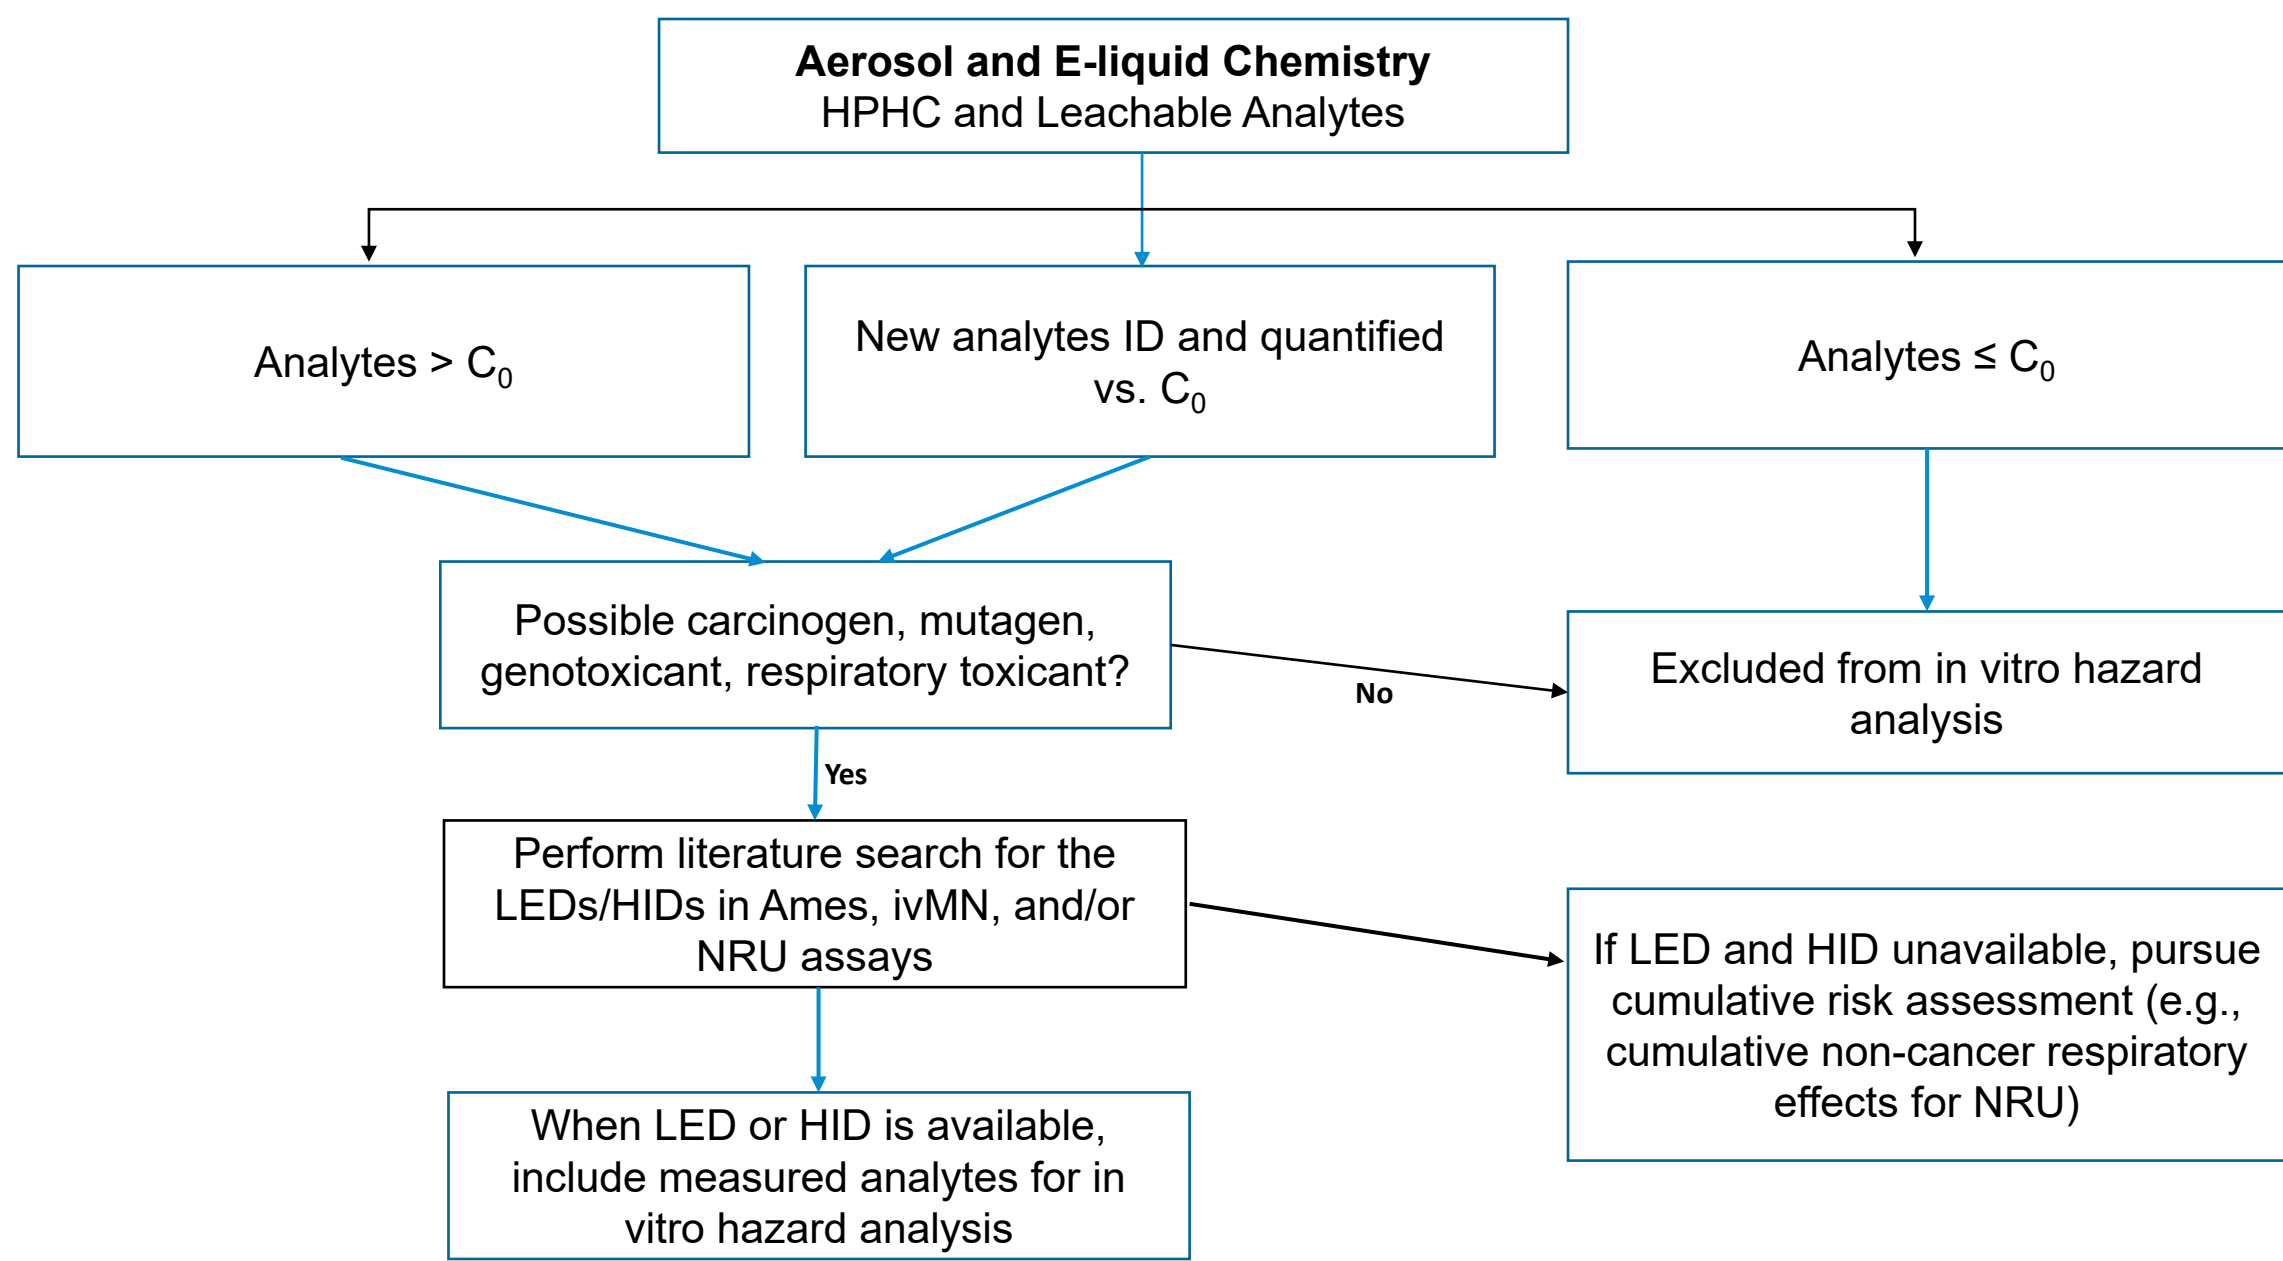 Aerosol and E-liquid Chemistry
HPHC and Leachable Analytes
Analytes > C₀
New analytes ID and quantified
vs. C₀
Analytes ≤ C₀
Possible carcinogen, mutagen,
genotoxicant, respiratory toxicant?
No
Excluded from in vitro hazard
analysis
Yes
Perform literature search for the
LEDs/HIDs in Ames, ivMN, and/or
NRU assays
If LED and HID unavailable, pursue
cumulative risk assessment (e.g.,
cumulative non-cancer respiratory
effects for NRU)
When LED or HID is available,
include measured analytes for in
vitro hazard analysis